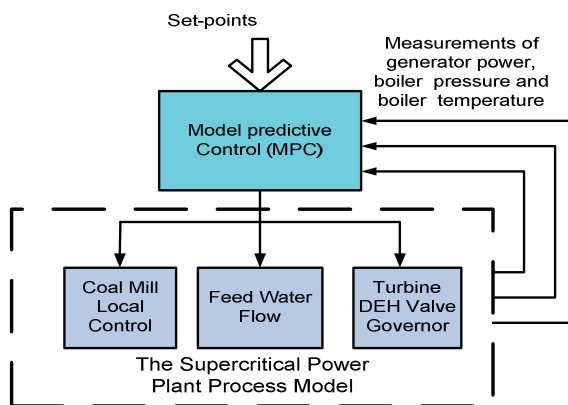 Set-points
Measurements of
generator power,
boiler pressure and
boiler temperature
Model predictive
Control (MPC)
Coal Mill
Local
Control
Feed Water
Flow
Turbine
DEH Valve
Governor
The Supercritical Power
Plant Process Model